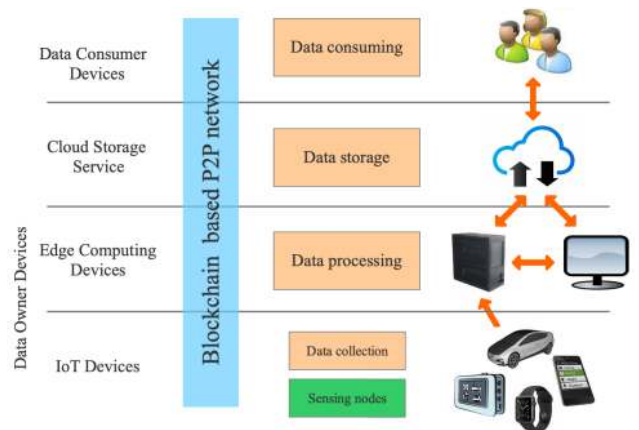 Data Consumer
Devices
Data consuming
Cloud Storage
Service
Data storage
Edge Computing
Devices
Data processing
IoT Devices
Data collection
Sensing nodes
Data Owner Devices
Blockchain based P2P network